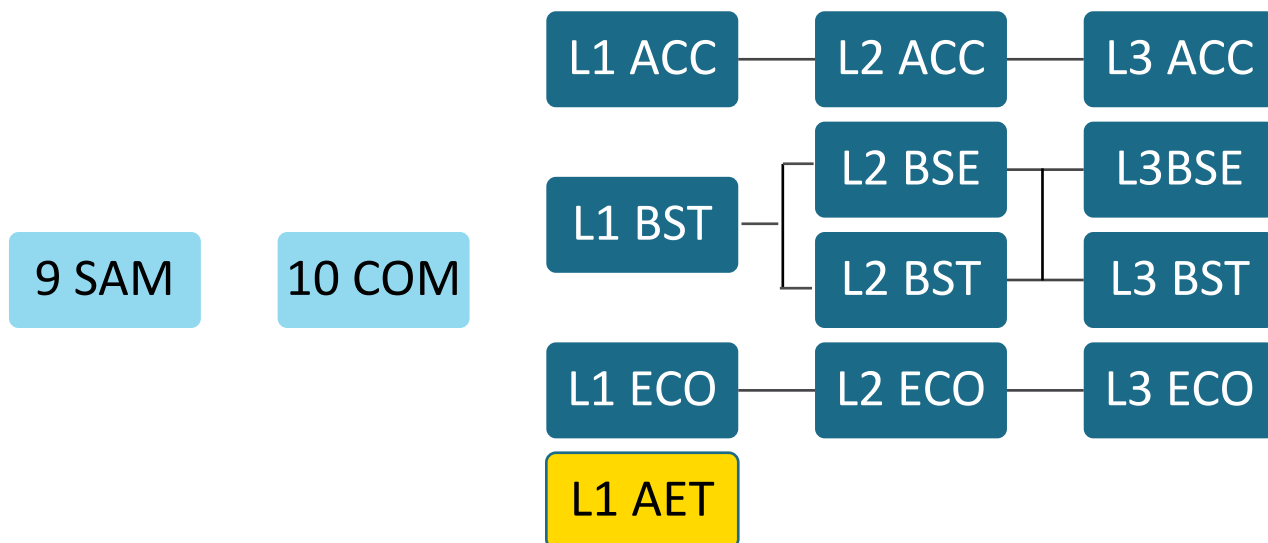 L1 ACC
L2 ACC
L3 ACC
L2 BSE
L3BSE
L1 BST
9 SAM
10 COM
L2 BST
L3 BST
L1 ECO
L2 ECO
L3 ECO
L1 AET